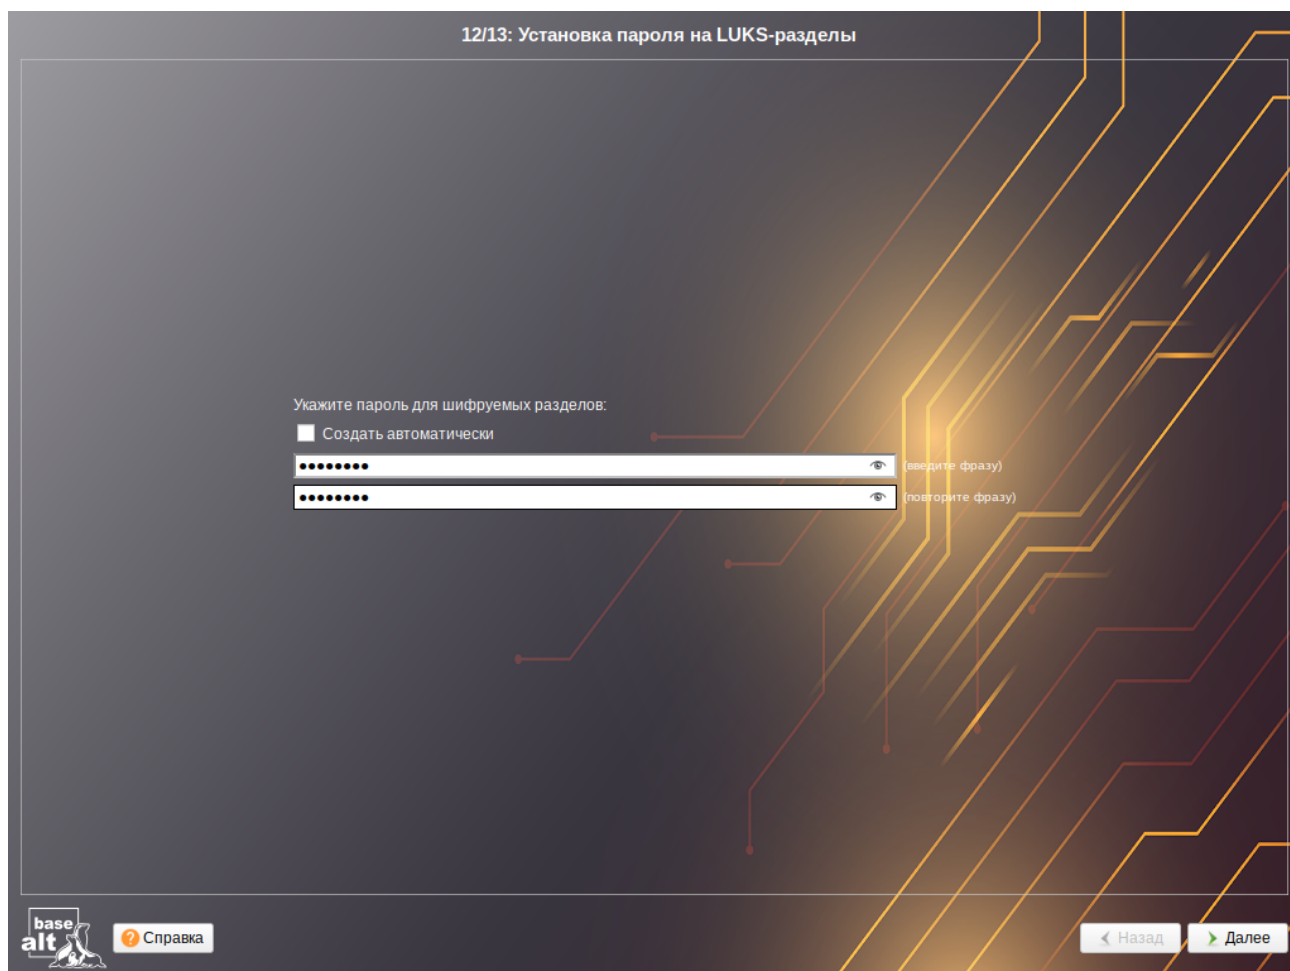 12/13: Установка пароля на LUKS-разделы
Укажите пароль для шифруемых разделов:
Создать автоматически
●●●●●●●● (введите фразу)
●●●●●●●● (повторите фразу)
base
alt
Справка
Назад
Далее